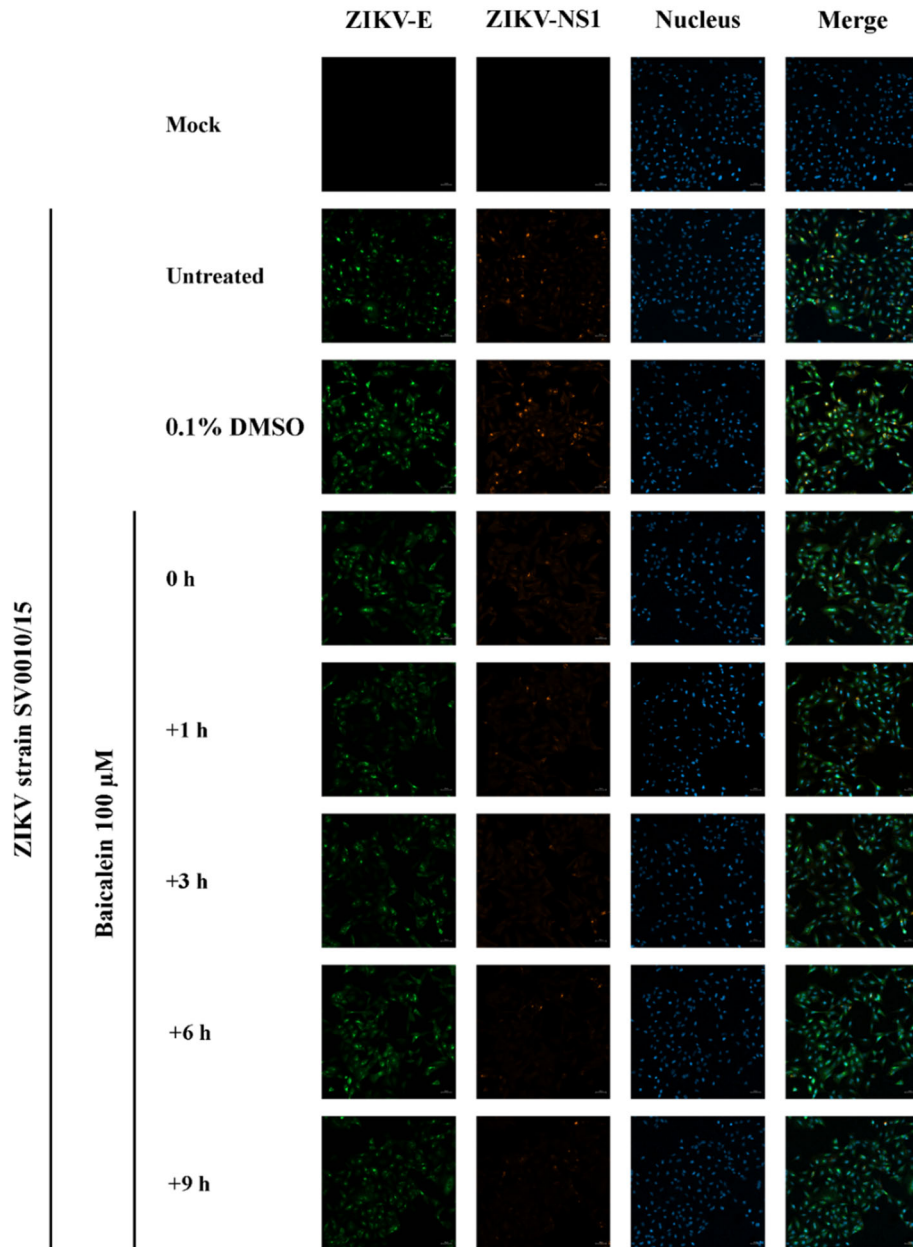 ZIKV-E ZIKV-NS1 Nucleus Merge
Mock
Untreated
0.1% DMSO
0 h
+1 h
+3 h
+6 h
+9 h
ZIKV strain SV0010/15
Baicalein 100 µM